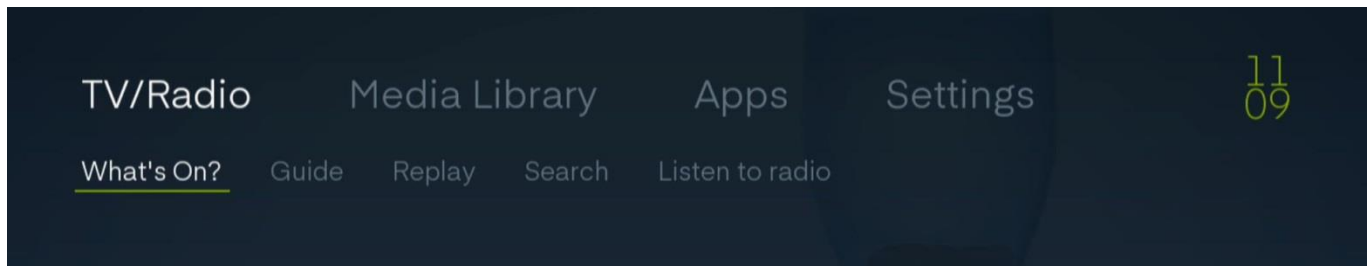 TV/Radio Media Library Apps Settings
11
09
What's On? Guide Replay Search Listen to radio